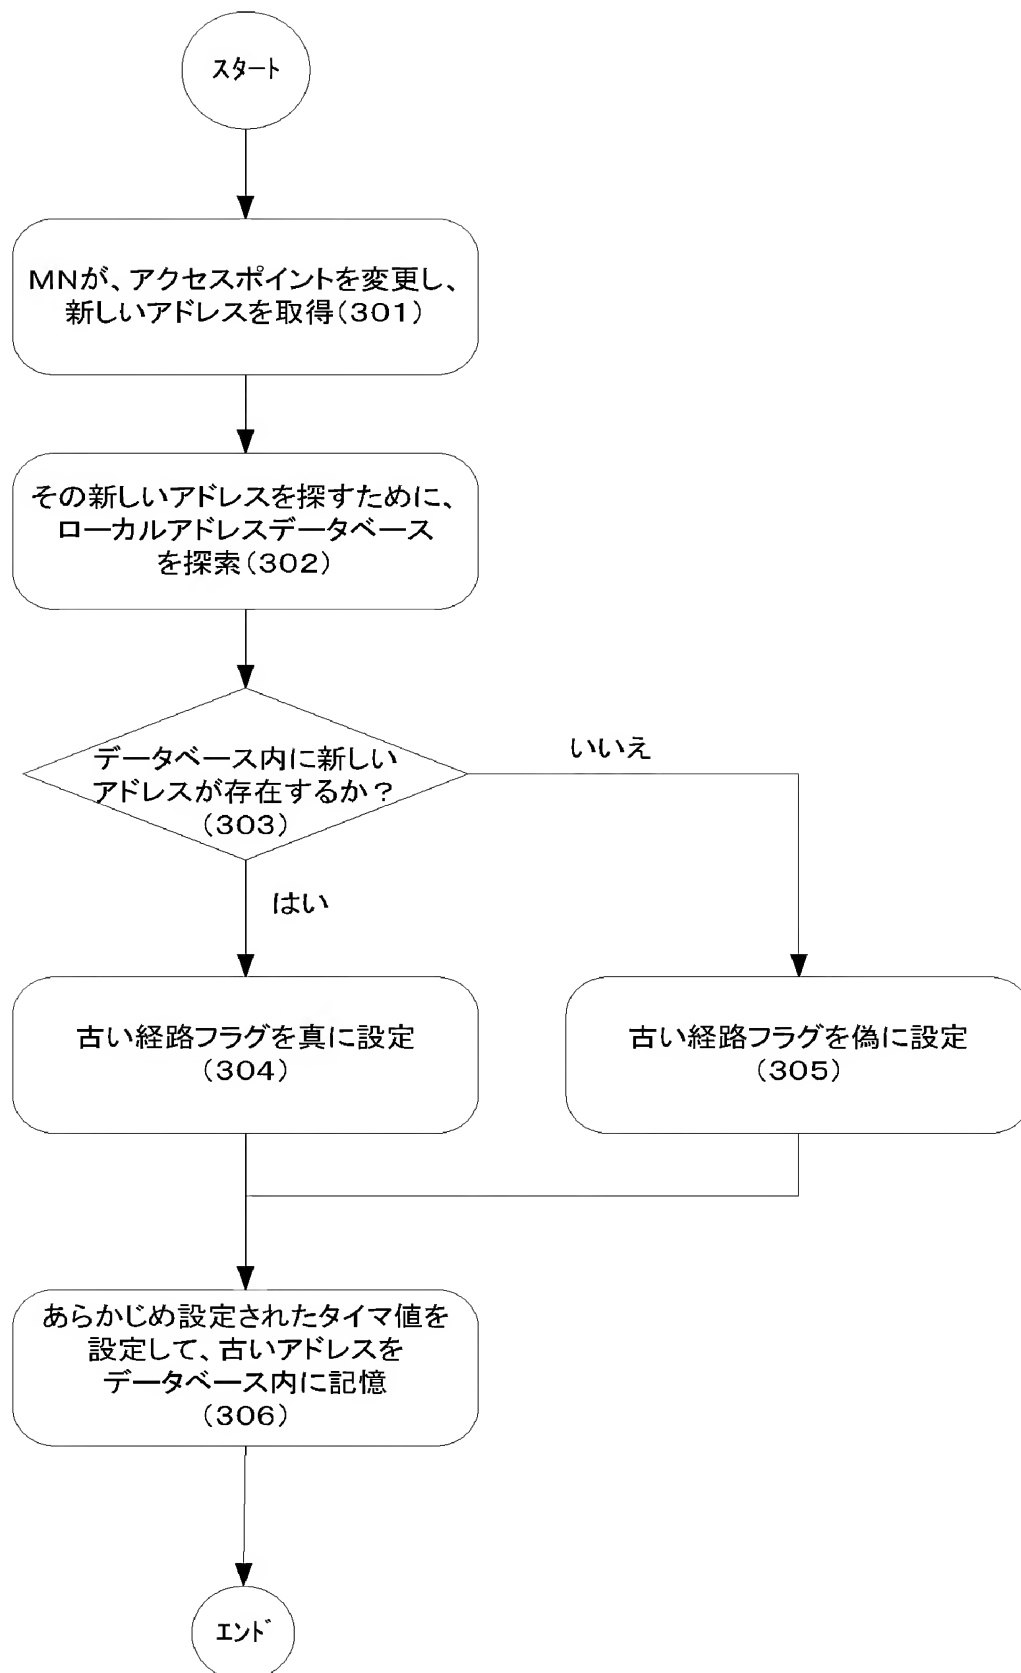 スタート
MNが、アクセスポイントを変更し、
新しいアドレスを取得(301)
その新しいアドレスを探すために、
ローカルアドレスデータベース
を探索(302)
データベース内に新しい
アドレスが存在するか？
(303)
いいえ
はい
古い経路フラグを真に設定
(304)
古い経路フラグを偽に設定
(305)
あらかじめ設定されたタイマ値を
設定して、古いアドレスを
データベース内に記憶
(306)
エンド